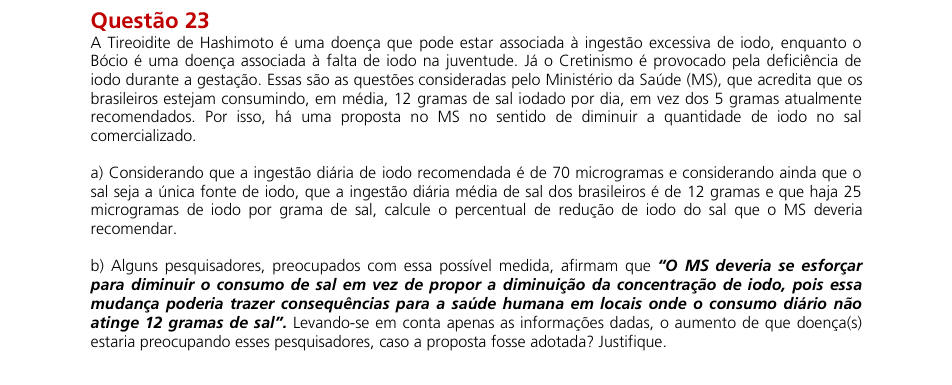 Questão 23
A Tireoidite de Hashimoto é uma doença que pode estar associada à ingestão excessiva de iodo, enquanto o
Bócio é uma doença associada à falta de iodo na juventude. Já o Cretinismo é provocado pela deficiência de
iodo durante a gestação. Essas são as questões consideradas pelo Ministério da Saúde (MS), que acredita que os
brasileiros estejam consumindo, em média, 12 gramas de sal iodado por dia, em vez dos 5 gramas atualmente
recomendados. Por isso, há uma proposta no MS no sentido de diminuir a quantidade de iodo no sal
comercializado.
a) Considerando que a ingestão diária de iodo recomendada é de 70 microgramas e considerando ainda que o
sal seja a única fonte de iodo, que a ingestão diária média de sal dos brasileiros é de 12 gramas e que haja 25
microgramas de iodo por grama de sal, calcule o percentual de redução de iodo do sal que o MS deveria
recomendar.
b) Alguns pesquisadores, preocupados com essa possível medida, afirmam que “O MS deveria se esforçar
para diminuir o consumo de sal em vez de propor a diminuição da concentração de iodo, pois essa
mudança poderia trazer consequências para a saúde humana em locais onde o consumo diário não
atinge 12 gramas de sal”. Levando-se em conta apenas as informações dadas, o aumento de que doença(s)
estaria preocupando esses pesquisadores, caso a proposta fosse adotada? Justifique.